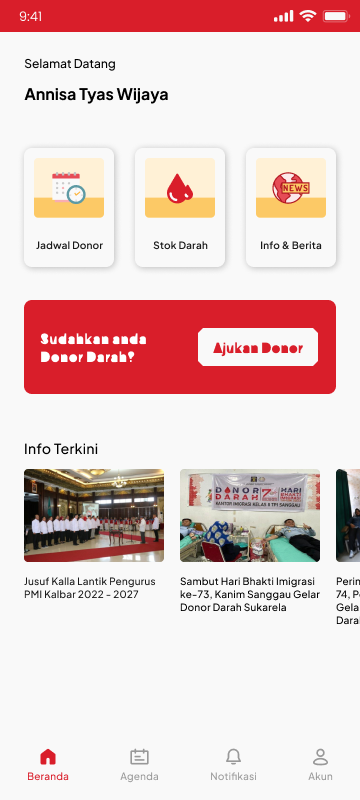 9:41
Selamat Datang
Annisa Tyas Wijaya
NEWS
Jadwal Donor
Stok Darah
Info & Berita
Sudahkan anda
Donor Darah?
Ajukan Donor
Info Terkini
DONOR
DARAH
HARI
BHAKTI
IMIGRASI
KANTOR IMIGRASI KELAS II TPI SANGGAU
Jusuf Kalla Lantik Pengurus
PMI Kalbar 2022 - 2027
Sambut Hari Bhakti Imigrasi
ke-73, Kanim Sanggau Gelar
Donor Darah Sukarela
Perin
74, P
Gela
Dara
Beranda
Agenda
Notifikasi
Akun